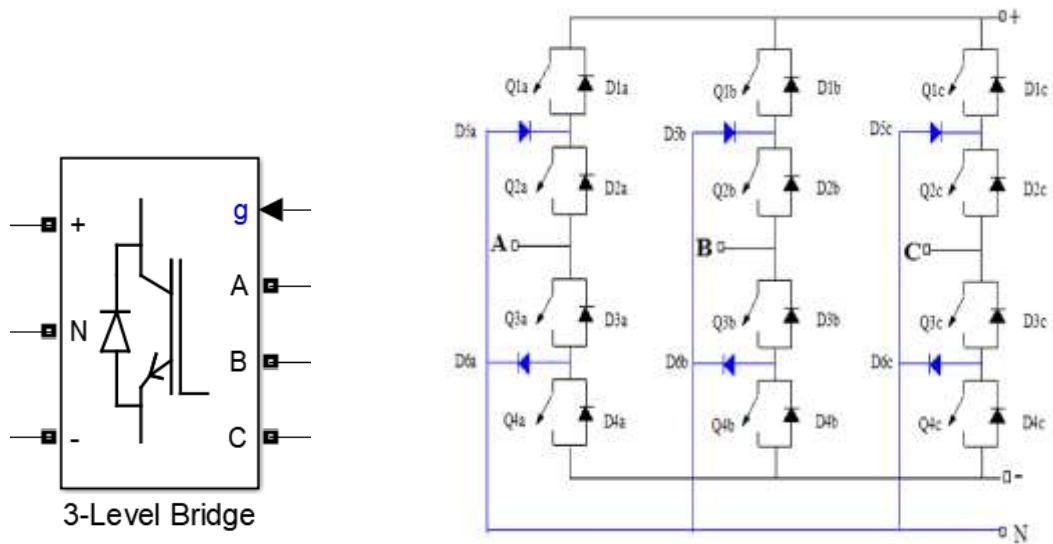 +
N
-
g
A
B
C
3-Level Bridge
+
Q1a D1a Q1b D1b Q1c D1c
D5a D5b D5c
Q2a D2a Q2b D2b Q2c D2c
A B C
Q3a D3a Q3b D3b Q3c D3c
D6a D6b D6c
Q4a D4a Q4b D4b Q4c D4c
-
N